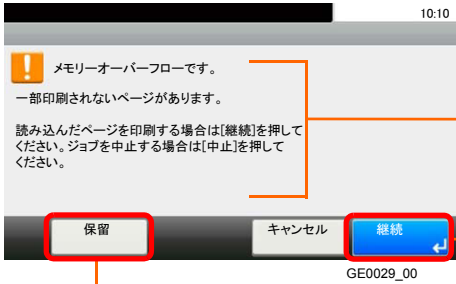 10:10
メモリーオーバーフローです。
一部印刷されないページがあります。
読み込んだページを印刷する場合は[継続]を押して
ください。ジョブを中止する場合は[中止]を押して
ください。
保留
キャンセル
継続
GE0029_00